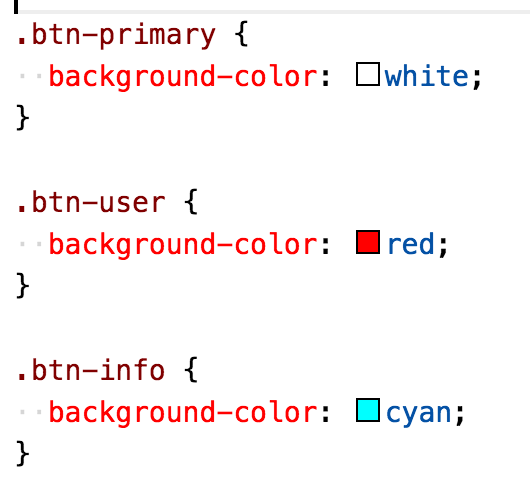 .btn-primary {
  background-color: white;
}

.btn-user {
  background-color: red;
}

.btn-info {
  background-color: cyan;
}